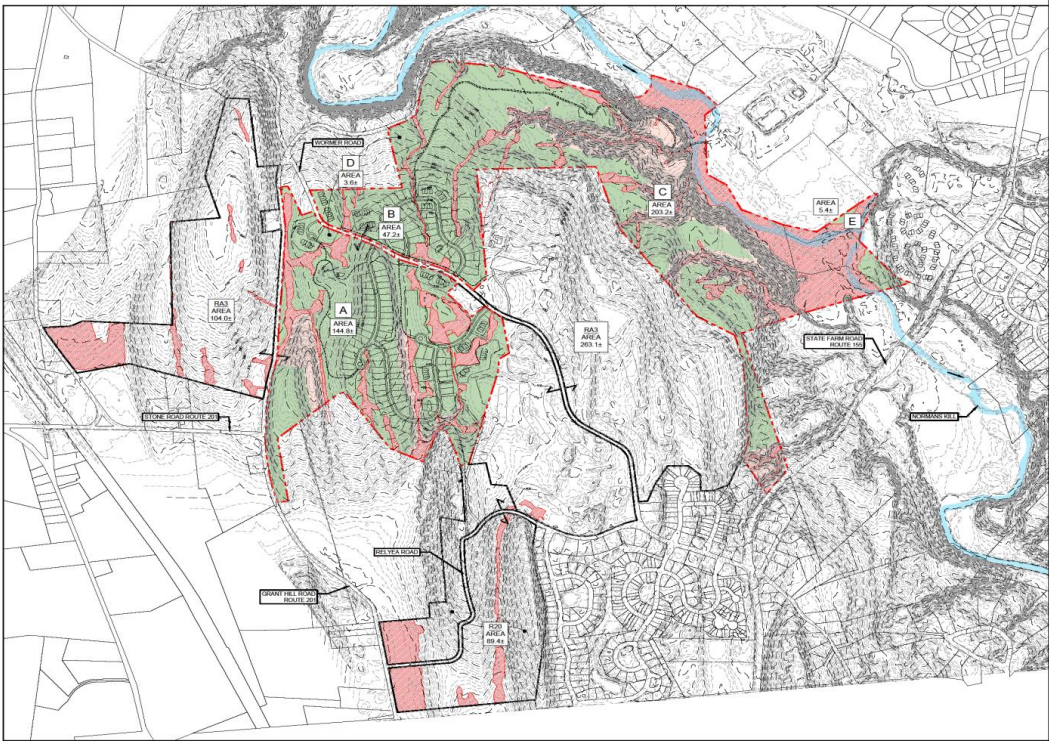 WORMER ROAD
D
AREA
3.6±
B
AREA
47.2±
C
AREA
203.2±
AREA
5.4±
E
RA3
AREA
104.0±
A
AREA
144.8±
RA3
AREA
263.1±
STATE FARM ROAD
ROUTE 155
NORMANS KILL
STONE ROAD ROUTE 201
RELYEA ROAD
GRANT HILL ROAD
ROUTE 201
R20
AREA
89.4±